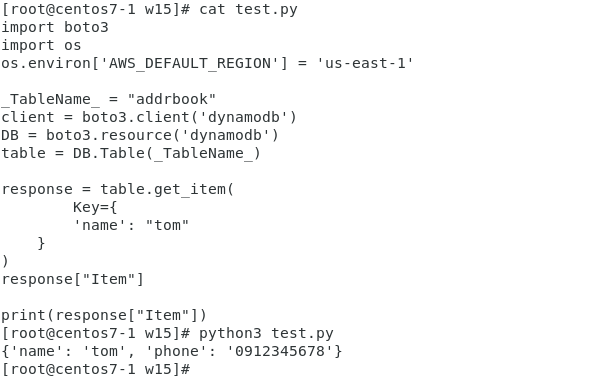 [root@centos7-1 w15]# cat test.py
import boto3
import os
os.environ['AWS_DEFAULT_REGION'] = 'us-east-1'

_TableName_ = "addrbook"
client = boto3.client('dynamodb')
DB = boto3.resource('dynamodb')
table = DB.Table(_TableName_)

response = table.get_item(
        Key={
        'name': "tom"
    }
)
response["Item"]

print(response["Item"])
[root@centos7-1 w15]# python3 test.py
{'name': 'tom', 'phone': '0912345678'}
[root@centos7-1 w15]#